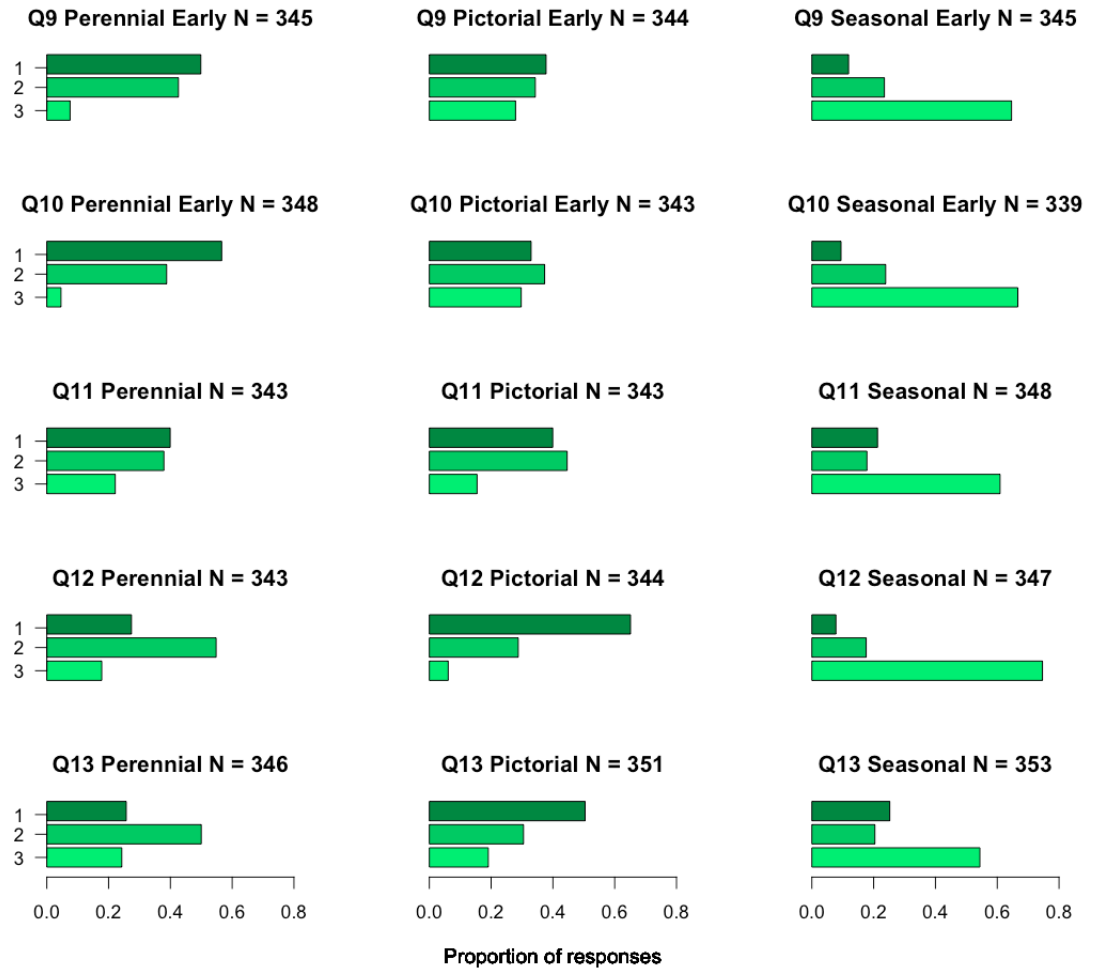 Q9 Perennial Early N = 345
Q9 Pictorial Early N = 344
Q9 Seasonal Early N = 345
1
2
3
Q10 Perennial Early N = 348
Q10 Pictorial Early N = 343
Q10 Seasonal Early N = 339
1
2
3
Q11 Perennial N = 343
Q11 Pictorial N = 343
Q11 Seasonal N = 348
1
2
3
Q12 Perennial N = 343
Q12 Pictorial N = 344
Q12 Seasonal N = 347
1
2
3
Q13 Perennial N = 346
Q13 Pictorial N = 351
Q13 Seasonal N = 353
1
2
3
0.0 0.2 0.4 0.6 0.8
0.0 0.2 0.4 0.6 0.8
0.0 0.2 0.4 0.6 0.8
Proportion of responses